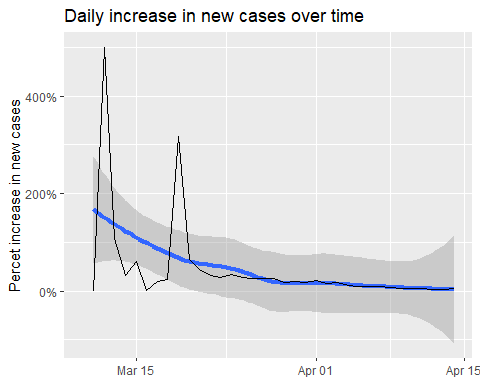 Daily increase in new cases over time
Percet increase in new cases
400%
200%
0%
Mar 15
Apr 01
Apr 15